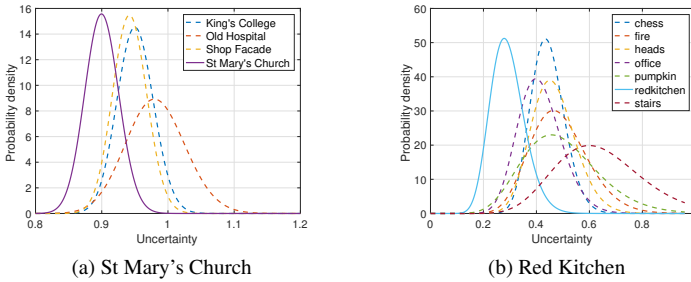 16
14
12
10
8
6
4
2
0
Probability density
0.8
0.9
1
1.1
1.2
Uncertainty
King's College
Old Hospital
Shop Facade
St Mary's Church
(a) St Mary's Church
60
50
40
30
20
10
0
Probability density
0
0.2
0.4
0.6
0.8
Uncertainty
chess
fire
heads
office
pumpkin
redkitchen
stairs
(b) Red Kitchen